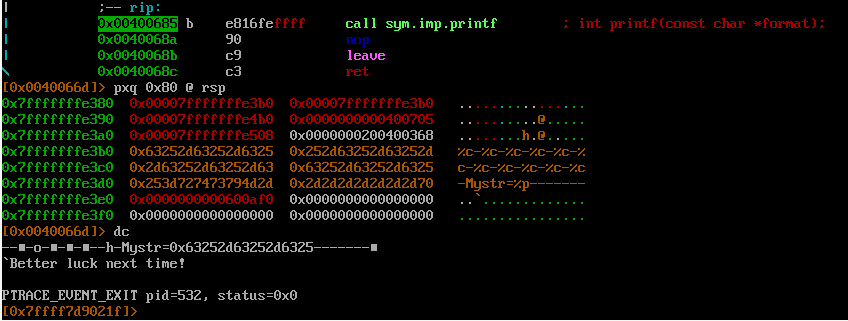 ;-- rip:
0x00400685 b e816feffff call sym.imp.printf ; int printf(const char *format);
0x0040068a 90 nop
0x0040068b c9 leave
0x0040068c c3 ret
[0x0040066d]> pxq 0x80 @ rsp
0x7fffffffe380 0x00007fffffffe3b0 0x00007fffffffe3b0 ................
0x7fffffffe390 0x00007fffffffe4b0 0x0000000000400705 ..........@.....
0x7fffffffe3a0 0x00007fffffffe508 0x0000000200400368 ........h.@.....
0x7fffffffe3b0 0x63252d63252d6325 0x252d63252d63252d %c-%c-%c-%c-%c-%
0x7fffffffe3c0 0x2d63252d63252d63 0x63252d63252d6325 c-%c-%c-%c-%c-%c
0x7fffffffe3d0 0x253d727473794d2d 0x2d2d2d2d2d2d2d70 -Mystr=%p-------
0x7fffffffe3e0 0x0000000000600af0 0x0000000000000000 ..`.............
0x7fffffffe3f0 0x0000000000000000 0x0000000000000000 ................
[0x0040066d]> dc
--■-o-■-■-■--h-Mystr=0x63252d63252d6325-------■
`Better luck next time!
PTRACE_EVENT_EXIT pid=532, status=0x0
[0x7ffff7d9021f]>